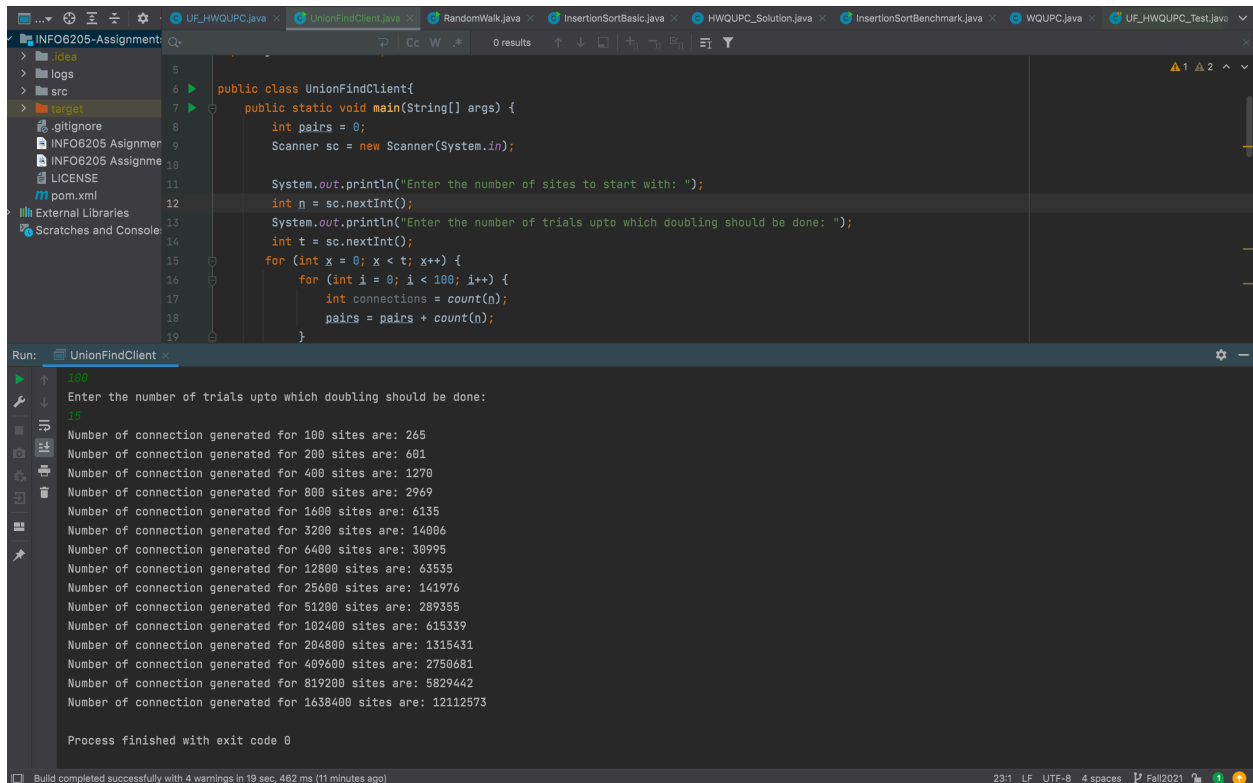 UF_HWQUPC.java UnionFindClient.java RandomWalk.java InsertionSortBasic.java HWQUPC_Solution.java InsertionSortBenchmark.java WQUPC.java UF_HWQUPC_Test.java
INFO6205-Assignment:
.idea
logs
src
target
.gitignore
INFO6205 Asignmer
INFO6205 Assignme
LICENSE
pom.xml
External Libraries
Scratches and Console:
Cc W .* 0 results
1 2
5
6 public class UnionFindClient{
7 public static void main(String[] args) {
8 int pairs = 0;
9 Scanner sc = new Scanner(System.in);
10
11 System.out.println("Enter the number of sites to start with: ");
12 int n = sc.nextInt();
13 System.out.println("Enter the number of trials upto which doubling should be done: ");
14 int t = sc.nextInt();
15 for (int x = 0; x < t; x++) {
16 for (int i = 0; i < 100; i++) {
17 int connections = count(n);
18 pairs = pairs + count(n);
19 }
Run: UnionFindClient
100
Enter the number of trials upto which doubling should be done:
15
Number of connection generated for 100 sites are: 265
Number of connection generated for 200 sites are: 601
Number of connection generated for 400 sites are: 1270
Number of connection generated for 800 sites are: 2969
Number of connection generated for 1600 sites are: 6135
Number of connection generated for 3200 sites are: 14006
Number of connection generated for 6400 sites are: 30995
Number of connection generated for 12800 sites are: 63535
Number of connection generated for 25600 sites are: 141976
Number of connection generated for 51200 sites are: 289355
Number of connection generated for 102400 sites are: 615339
Number of connection generated for 204800 sites are: 1315431
Number of connection generated for 409600 sites are: 2750681
Number of connection generated for 819200 sites are: 5829442
Number of connection generated for 1638400 sites are: 12112573
Process finished with exit code 0
Build completed successfully with 4 warnings in 19 sec, 462 ms (11 minutes ago) 23:1 LF UTF-8 4 spaces Fall2021 1